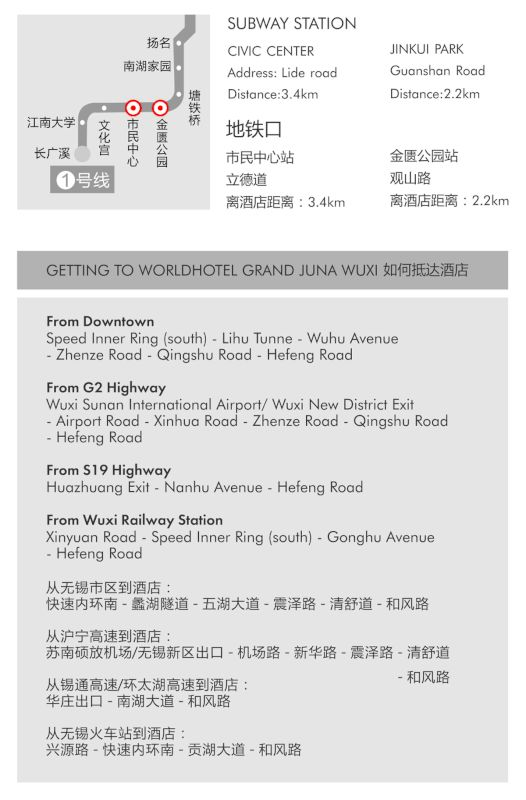 扬名
南湖家园
塘铁桥
江南大学
文化宫
市民中心
金匮公园
长广溪
1号线
SUBWAY STATION
CIVIC CENTER
Address: Lide road
Distance:3.4km
JINKUI PARK
Guanshan Road
Distance:2.2km
地铁口
市民中心站
立德道
离酒店距离：3.4km
金匮公园站
观山路
离酒店距离：2.2km
GETTING TO WORLDHOTEL GRAND JUNA WUXI 如何抵达酒店
From Downtown
Speed Inner Ring (south) - Lihu Tunne - Wuhu Avenue
- Zhenze Road - Qingshu Road - Hefeng Road
From G2 Highway
Wuxi Sunan International Airport/ Wuxi New District Exit
- Airport Road - Xinhua Road - Zhenze Road - Qingshu Road
- Hefeng Road
From S19 Highway
Huazhuang Exit - Nanhu Avenue - Hefeng Road
From Wuxi Railway Station
Xinyuan Road - Speed Inner Ring (south) - Gonghu Avenue
- Hefeng Road
从无锡市区到酒店：
快速内环南 - 蠡湖隧道 - 五湖大道 - 震泽路 - 清舒道 - 和风路
从沪宁高速到酒店：
苏南硕放机场/无锡新区出口 - 机场路 - 新华路 - 震泽路 - 清舒道
- 和风路
从锡通高速/环太湖高速到酒店：
华庄出口 - 南湖大道 - 和风路
从无锡火车站到酒店：
兴源路 - 快速内环南 - 贡湖大道 - 和风路